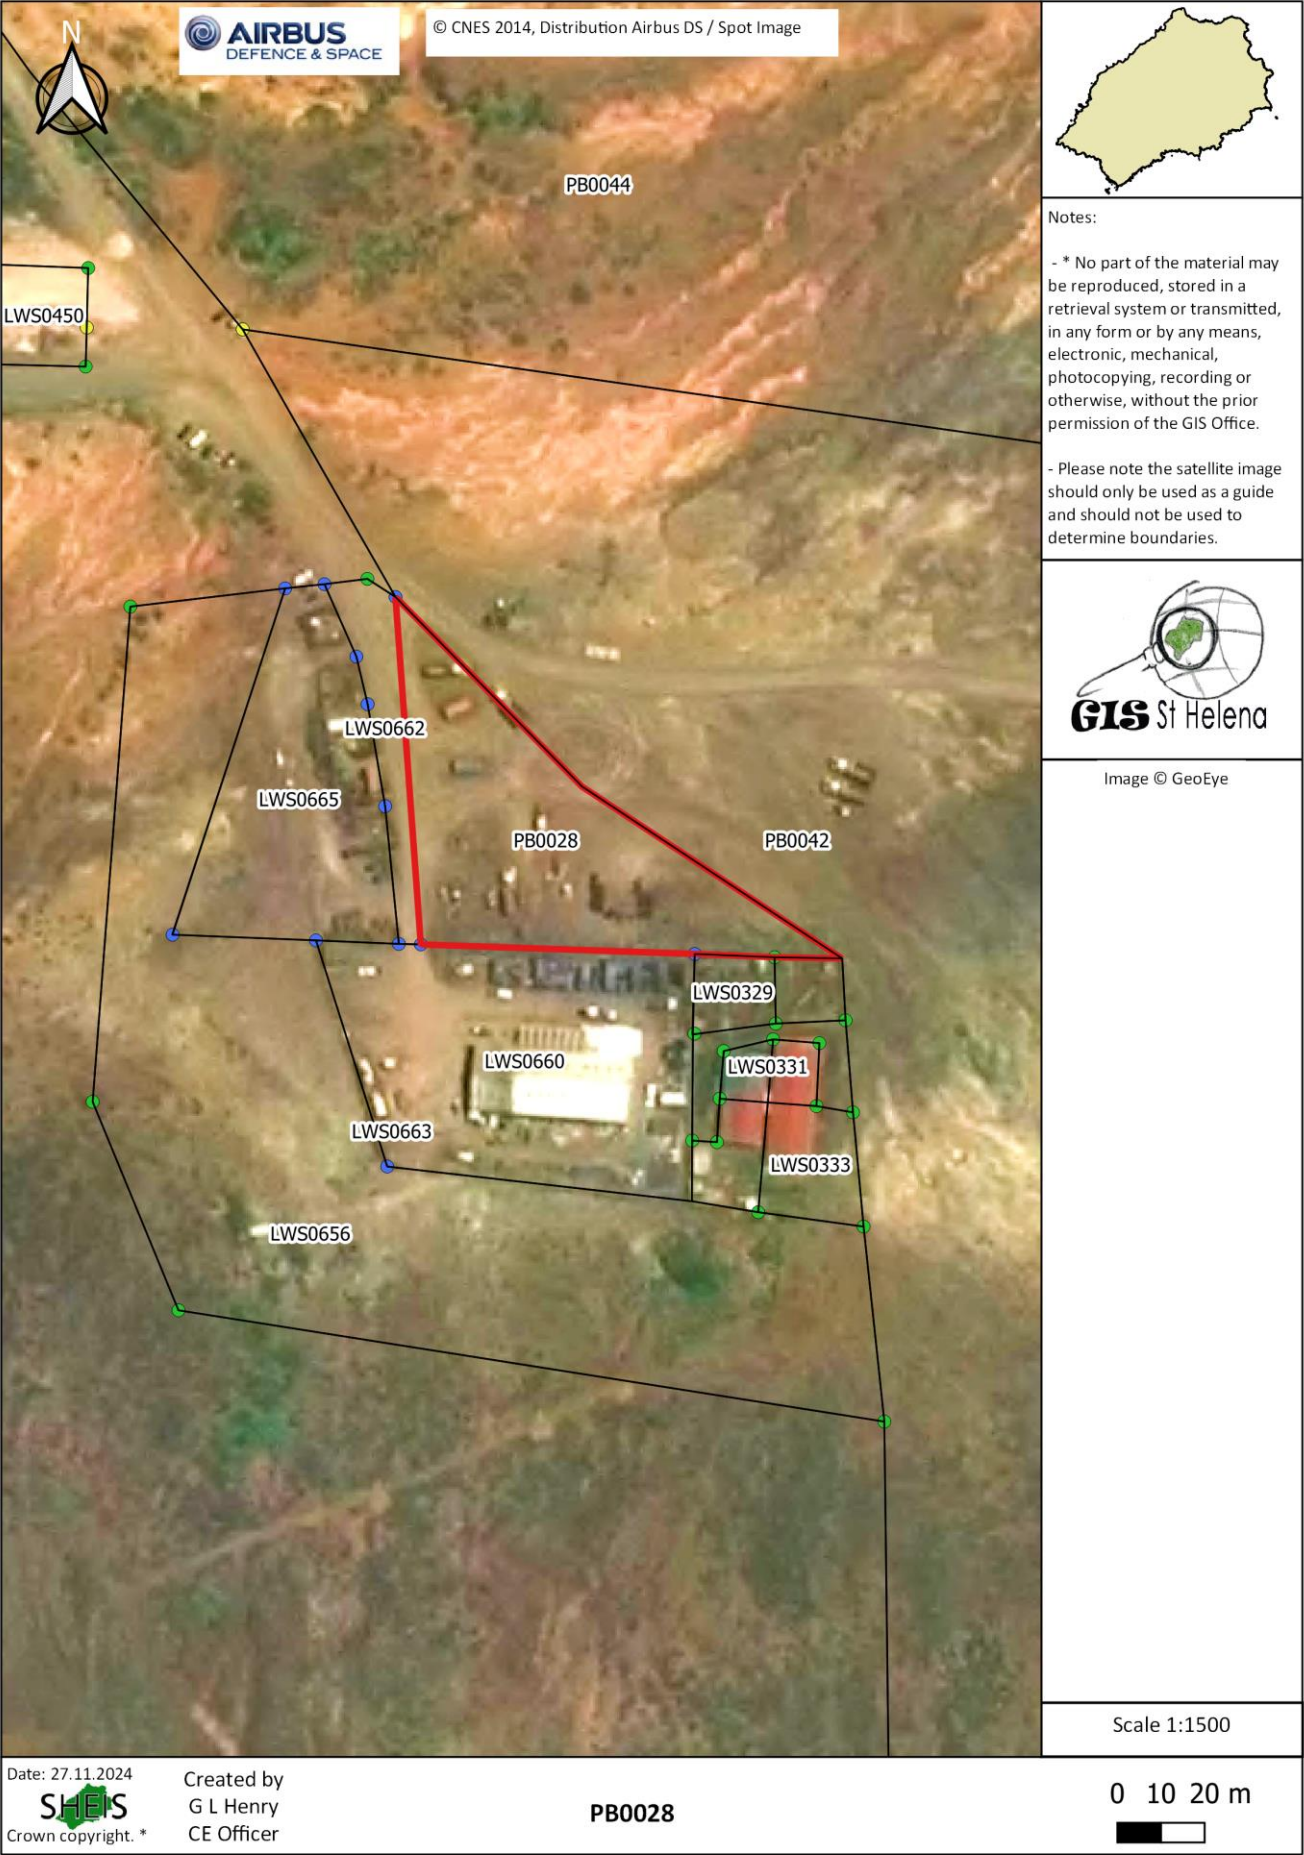 N
AIRBUS
DEFENCE & SPACE
© CNES 2014, Distribution Airbus DS / Spot Image
PB0044
LWS0450
LWS0662
LWS0665
PB0028
PB0042
LWS0329
LWS0660
LWS0331
LWS0663
LWS0333
LWS0656
Notes:
- * No part of the material may
be reproduced, stored in a
retrieval system or transmitted,
in any form or by any means,
electronic, mechanical,
photocopying, recording or
otherwise, without the prior
permission of the GIS Office.
- Please note the satellite image
should only be used as a guide
and should not be used to
determine boundaries.
GIS St Helena
Image © GeoEye
Scale 1:1500
Date: 27.11.2024
SHEIS
Crown copyright. *
Created by
G L Henry
CE Officer
PB0028
0 10 20 m